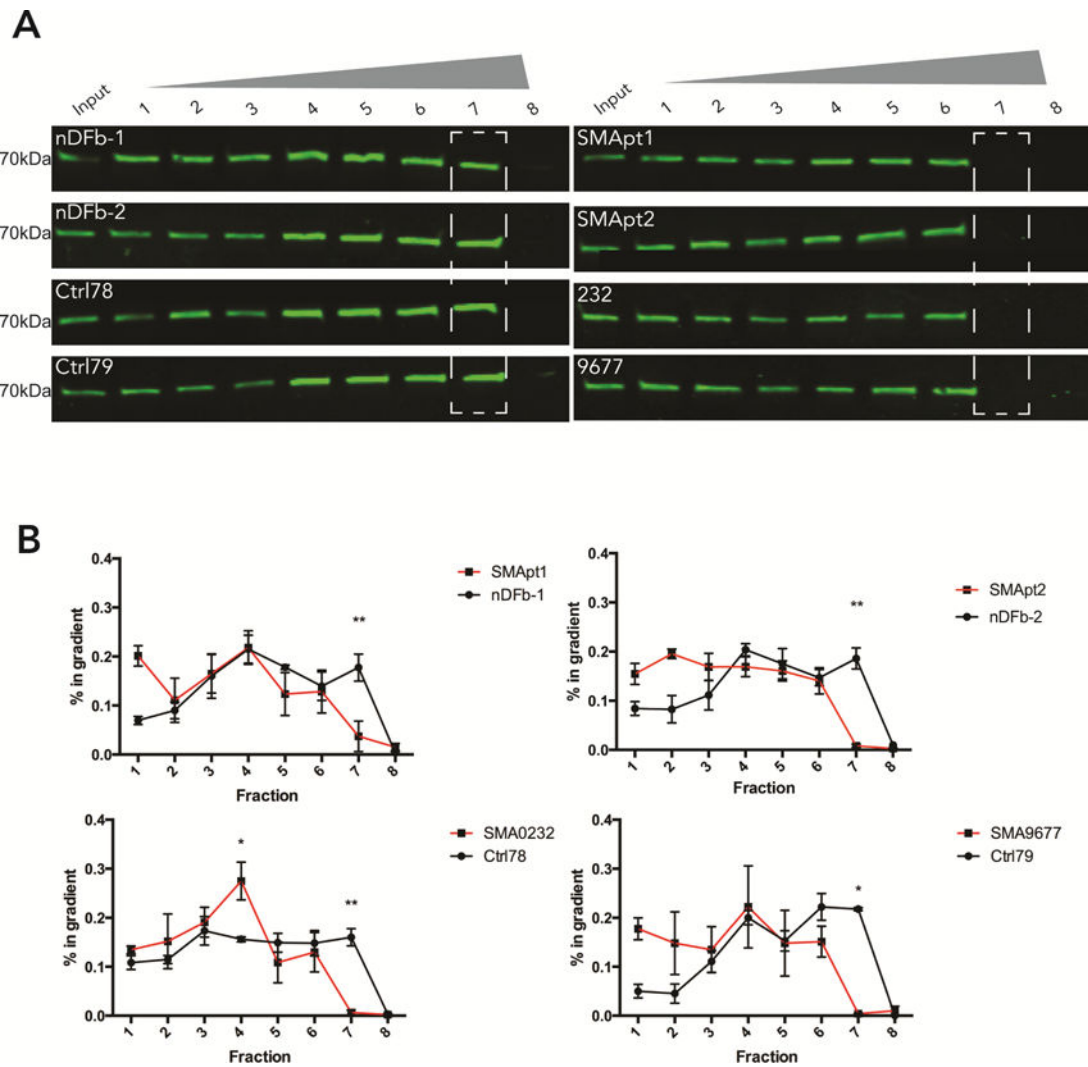 A
Input 1 2 3 4 5 6 7 8 Input 1 2 3 4 5 6 7 8
nDFb-1 SMApt1
70kDa
nDFb-2 SMApt2
70kDa
Ctrl78 232
70kDa
Ctrl79 9677
70kDa
B
0.4
0.3
0.2
0.1
0.0
% in gradient
SMApt1
nDFb-1
**
1 2 3 4 5 6 7 8
Fraction
0.4
0.3
0.2
0.1
0.0
% in gradient
SMApt2
nDFb-2
**
1 2 3 4 5 6 7 8
Fraction
0.4
0.3
0.2
0.1
0.0
% in gradient
SMA0232
Ctrl78
*
**
1 2 3 4 5 6 7 8
Fraction
0.4
0.3
0.2
0.1
0.0
% in gradient
SMA9677
Ctrl79
*
1 2 3 4 5 6 7 8
Fraction